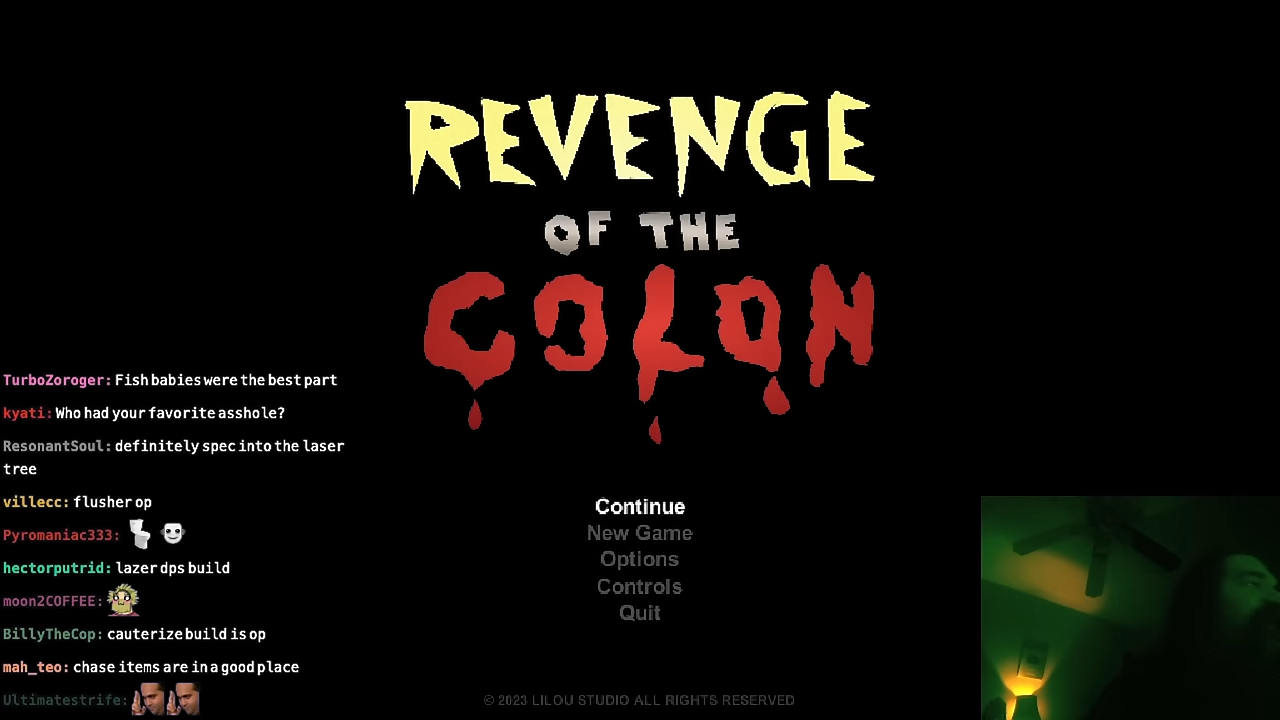 REVENGE
OF THE
COLON
TurboZoroger: Fish babies were the best part
kyati: Who had your favorite asshole?
ResonantSoul: definitely spec into the laser
tree
villecc: flusher op
Pyromaniac333:
hectorputrid: lazer dps build
moon2COFFEE:
BillyTheCop: cauterize build is op
mah_teo: chase items are in a good place
Ultimatestrife:
Continue
New Game
Options
Controls
Quit
© 2023 LILOU STUDIO ALL RIGHTS RESERVED